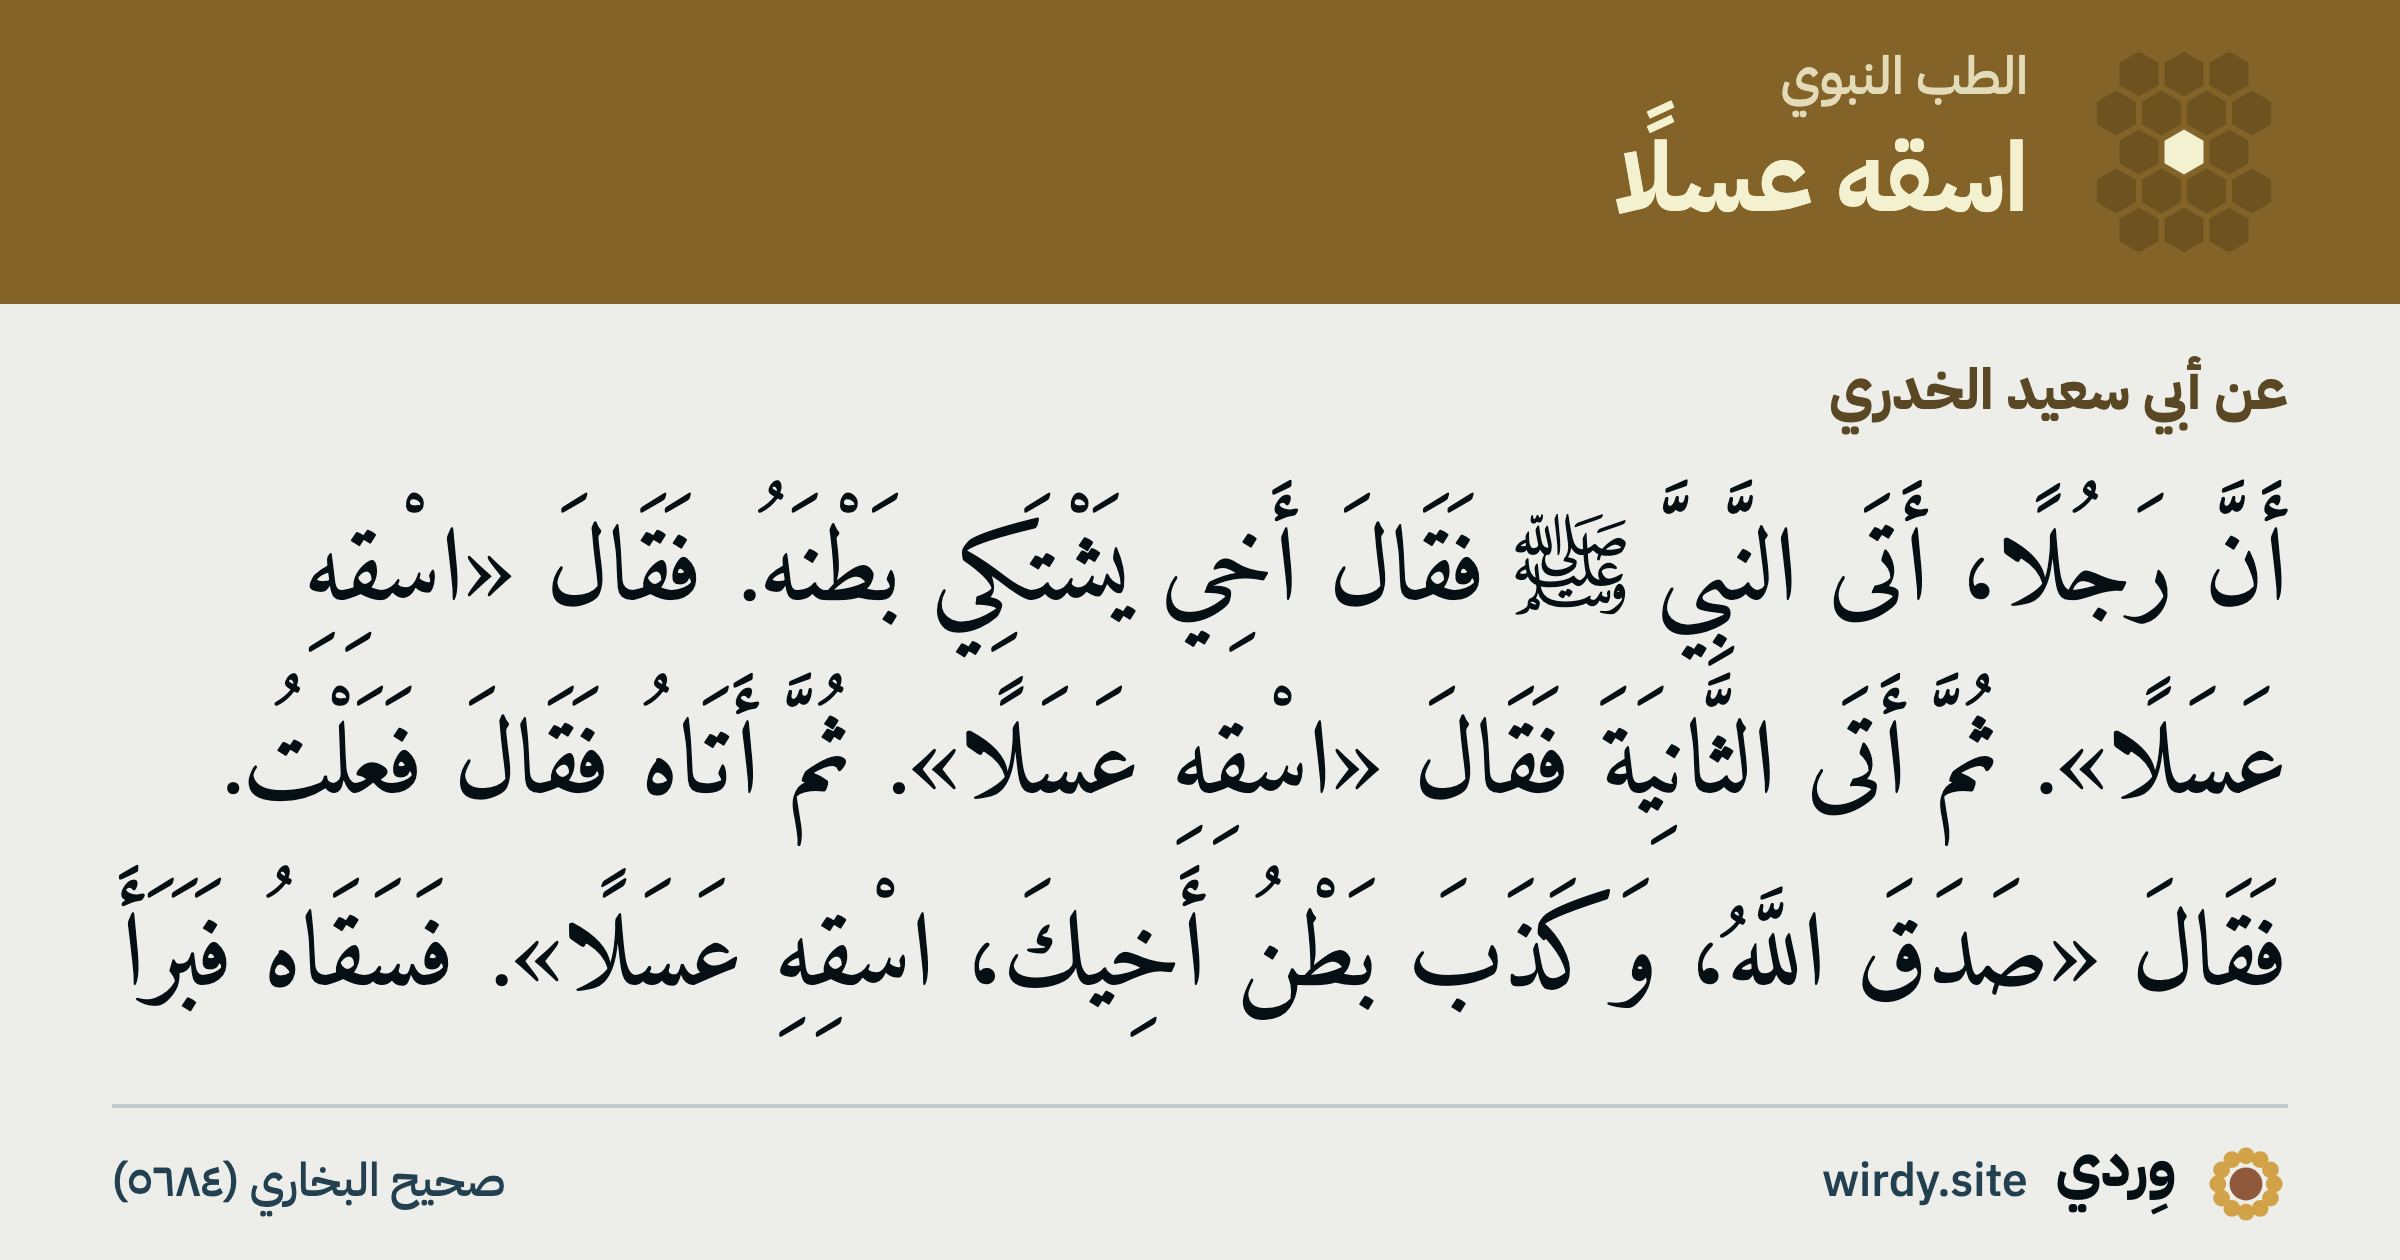 الطب النبوي
اسقه عسلًا
عن أبي سعيد الخدري
أَنَّ رَجُلًا، أَتَى النَّبِيَّ ﷺ فَقَالَ أَخِي يَشْتَكِي بَطْنَهُ. فَقَالَ «اسْقِهِ
عَسَلًا». ثُمَّ أَتَى الثَّانِيَةَ فَقَالَ «اسْقِهِ عَسَلًا». ثُمَّ أَتَاهُ فَقَالَ فَعَلْتُ.
فَقَالَ «صَدَقَ اللَّهُ، وَكَذَبَ بَطْنُ أَخِيكَ، اسْقِهِ عَسَلًا». فَسَقَاهُ فَبَرَأَ
وِردي wirdy.site
صحيح البخاري (٥٦٨٤)